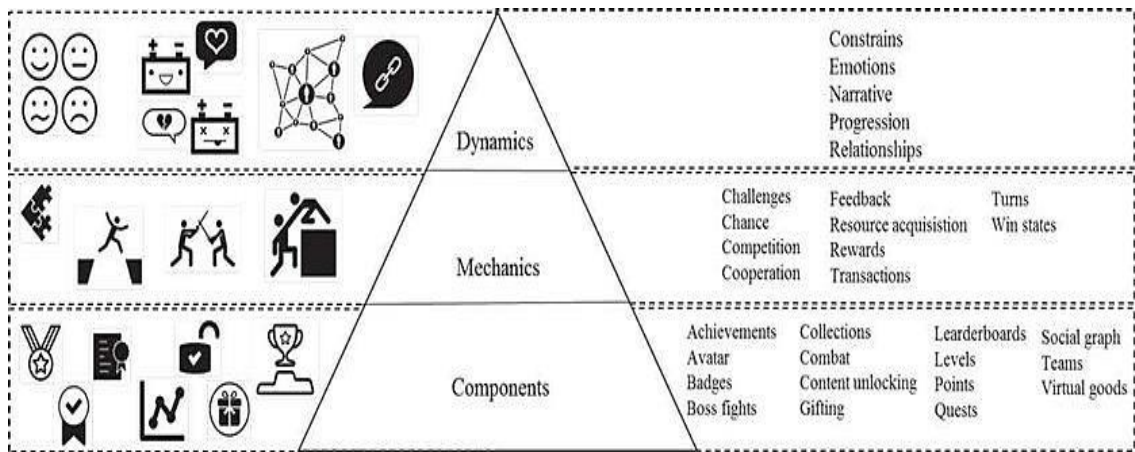 Dynamics
Constrains
Emotions
Narrative
Progression
Relationships
Mechanics
Challenges
Chance
Competition
Cooperation
Feedback
Resource acquisistion
Rewards
Transactions
Turns
Win states
Components
Achievements
Avatar
Badges
Boss fights
Collections
Combat
Content unlocking
Gifting
Learderboards
Levels
Points
Quests
Social graph
Teams
Virtual goods